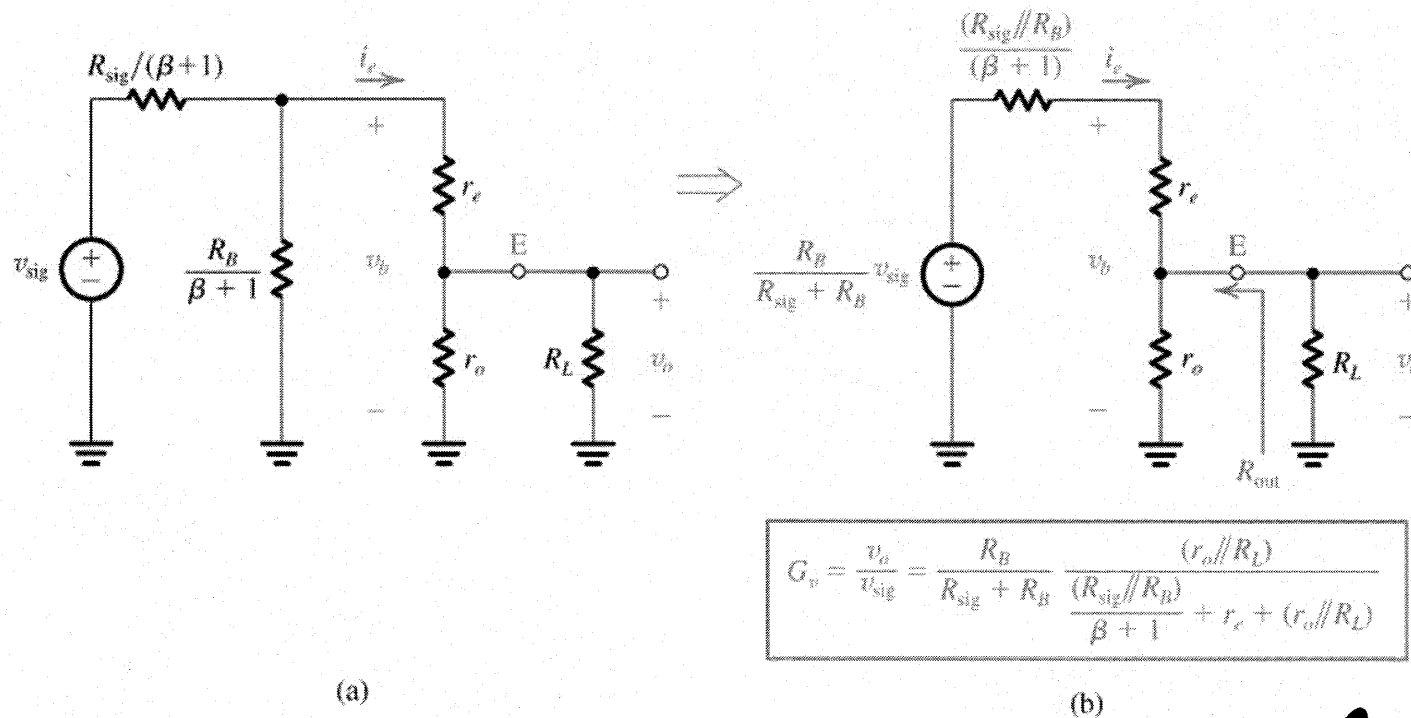 R_sig/(β+1)
i_e
+
r_e
v_sig
+
−
R_B
β + 1
v_b
E
+
r_o
R_L
v_o
−
−
(a)
⇒
(R_sig//R_B)
(β + 1)
i_e
+
r_e
R_B
R_sig + R_B
v_sig
+
−
v_b
E
+
r_o
R_L
−
−
R_out
G_v = v_o/v_sig = R_B/(R_sig + R_B) (r_o//R_L)/((R_sig//R_B)/(β + 1) + r_e + (r_o//R_L))
(b)